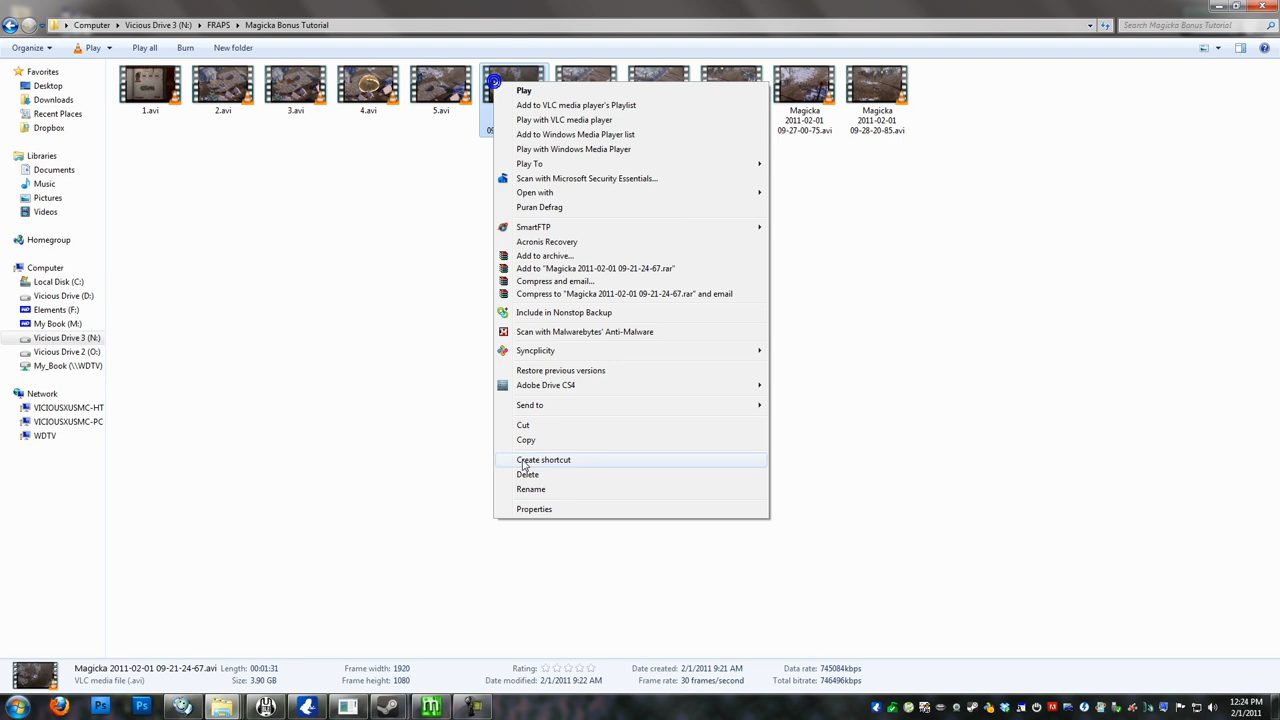 Computer ▸ Vicious Drive 3 (N:) ▸ FRAPS ▸ Magicka Bonus Tutorial
Search Magicka Bonus Tutorial
Organize Play Play all Burn New folder
Favorites
Desktop
Downloads
Recent Places
Dropbox
Libraries
Documents
Music
Pictures
Videos
Homegroup
Computer
Local Disk (C:)
Vicious Drive (D:)
Elements (F:)
My Book (M:)
Vicious Drive 3 (N:)
Vicious Drive 2 (O:)
My_Book (\\WDTV)
Network
VICIOUSXUSMC-HT
VICIOUSXUSMC-PC
WDTV
1.avi
2.avi
3.avi
4.avi
5.avi
Magicka
2011-02-01
09-27-00-75.avi
Magicka
2011-02-01
09-28-20-85.avi
Play
Add to VLC media player's Playlist
Play with VLC media player
Add to Windows Media Player list
Play with Windows Media Player
Play To
Scan with Microsoft Security Essentials...
Open with
Puran Defrag
SmartFTP
Acronis Recovery
Add to archive...
Add to "Magicka 2011-02-01 09-21-24-67.rar"
Compress and email...
Compress to "Magicka 2011-02-01 09-21-24-67.rar" and email
Include in Nonstop Backup
Scan with Malwarebytes' Anti-Malware
Syncplicity
Restore previous versions
Adobe Drive CS4
Send to
Cut
Copy
Create shortcut
Delete
Rename
Properties
Magicka 2011-02-01 09-21-24-67.avi Length: 00:01:31 Frame width: 1920 Rating: Date created: 2/1/2011 9:21 AM Data rate: 745084kbps
VLC media file (.avi) Size: 3.90 GB Frame height: 1080 Date modified: 2/1/2011 9:22 AM Frame rate: 30 frames/second Total bitrate: 746496kbps
12:24 PM
2/1/2011